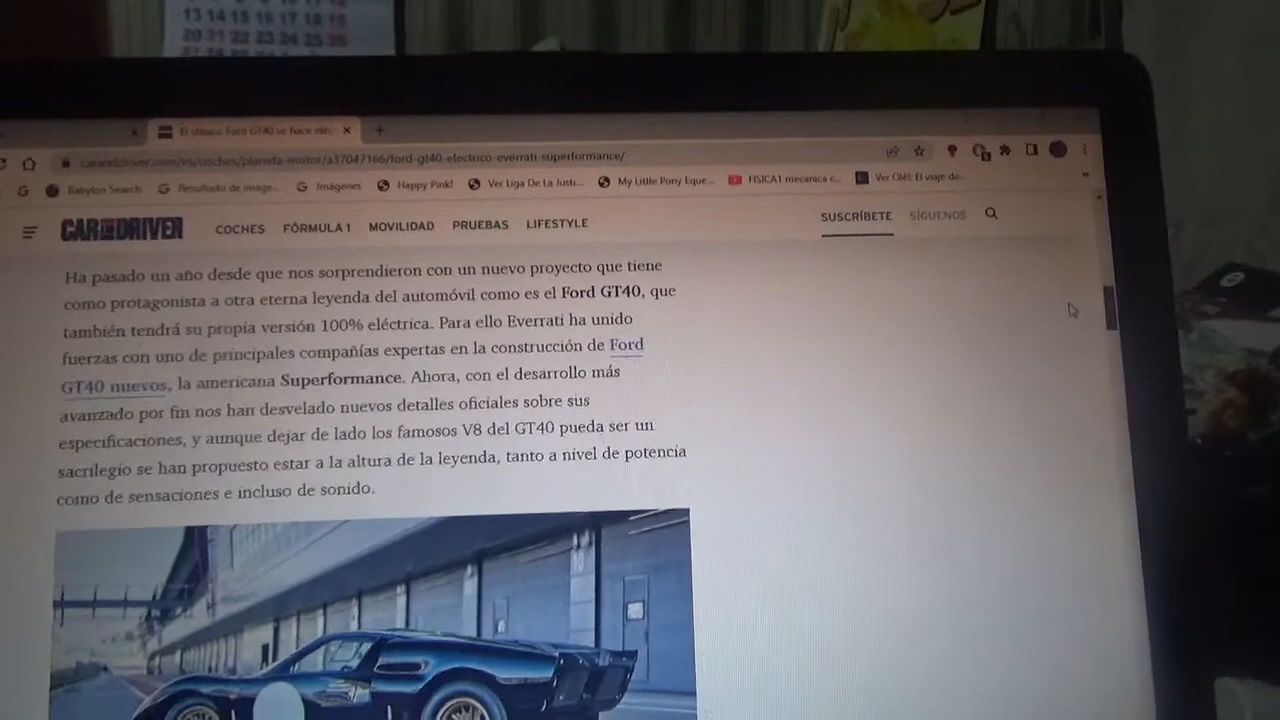 13 14 15 16 17 18 19
20 21 22 23 24 25 26
El clásico Ford GT40 se hace eléc
caranddriver.com/es/coches/planeta-motor/a37047166/ford-gt40-electrico-everrati-superformance/
Babylon Search Resultado de image... Imágenes Happy Pink! Ver Liga De La Justi... My Little Pony Eque... FISICA1 mecanica c... Ver Olé!: El viaje de...
CAR AND DRIVER COCHES FÓRMULA 1 MOVILIDAD PRUEBAS LIFESTYLE SUSCRÍBETE SÍGUENOS
Ha pasado un año desde que nos sorprendieron con un nuevo proyecto que tiene
como protagonista a otra eterna leyenda del automóvil como es el Ford GT40, que
también tendrá su propia versión 100% eléctrica. Para ello Everrati ha unido
fuerzas con uno de principales compañías expertas en la construcción de Ford
GT40 nuevos, la americana Superformance. Ahora, con el desarrollo más
avanzado por fin nos han desvelado nuevos detalles oficiales sobre sus
especificaciones, y aunque dejar de lado los famosos V8 del GT40 pueda ser un
sacrilegio se han propuesto estar a la altura de la leyenda, tanto a nivel de potencia
como de sensaciones e incluso de sonido.